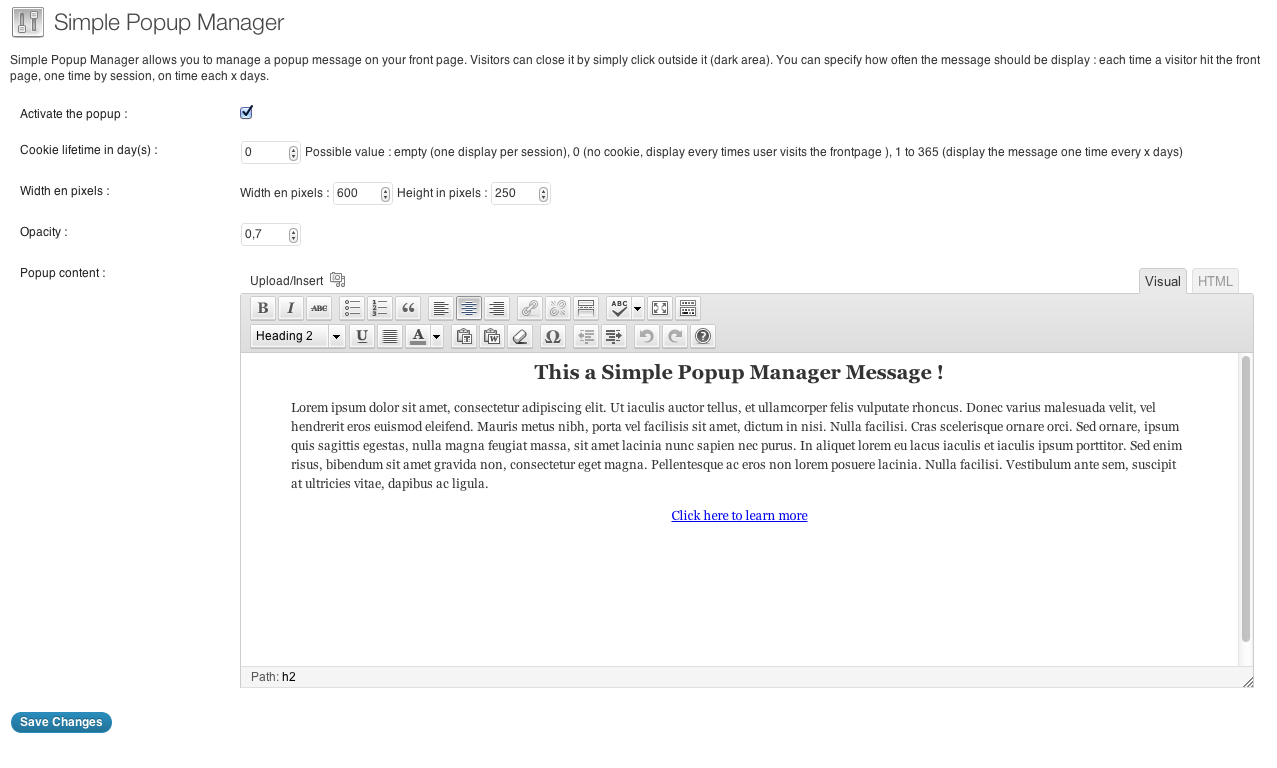 Simple Popup Manager
Simple Popup Manager allows you to manage a popup message on your front page. Visitors can close it by simply click outside it (dark area). You can specify how often the message should be display : each time a visitor hit the front
page, one time by session, on time each x days.
Activate the popup :
Cookie lifetime in day(s) : 0 Possible value : empty (one display per session), 0 (no cookie, display every times user visits the frontpage ), 1 to 365 (display the message one time every x days)
Width en pixels : Width en pixels : 600 Height in pixels : 250
Opacity : 0,7
Popup content : Upload/Insert Visual HTML
B I ABC 1 2 3 “ ABC
Heading 2 U A T W Ω ?
This a Simple Popup Manager Message !
Lorem ipsum dolor sit amet, consectetur adipiscing elit. Ut iaculis auctor tellus, et ullamcorper felis vulputate rhoncus. Donec varius malesuada velit, vel
hendrerit eros euismod eleifend. Mauris metus nibh, porta vel facilisis sit amet, dictum in nisi. Nulla facilisi. Cras scelerisque ornare orci. Sed ornare, ipsum
quis sagittis egestas, nulla magna feugiat massa, sit amet lacinia nunc sapien nec purus. In aliquet lorem eu lacus iaculis et iaculis ipsum porttitor. Sed enim
risus, bibendum sit amet gravida non, consectetur eget magna. Pellentesque ac eros non lorem posuere lacinia. Nulla facilisi. Vestibulum ante sem, suscipit
at ultricies vitae, dapibus ac ligula.
Click here to learn more
Path: h2
Save Changes